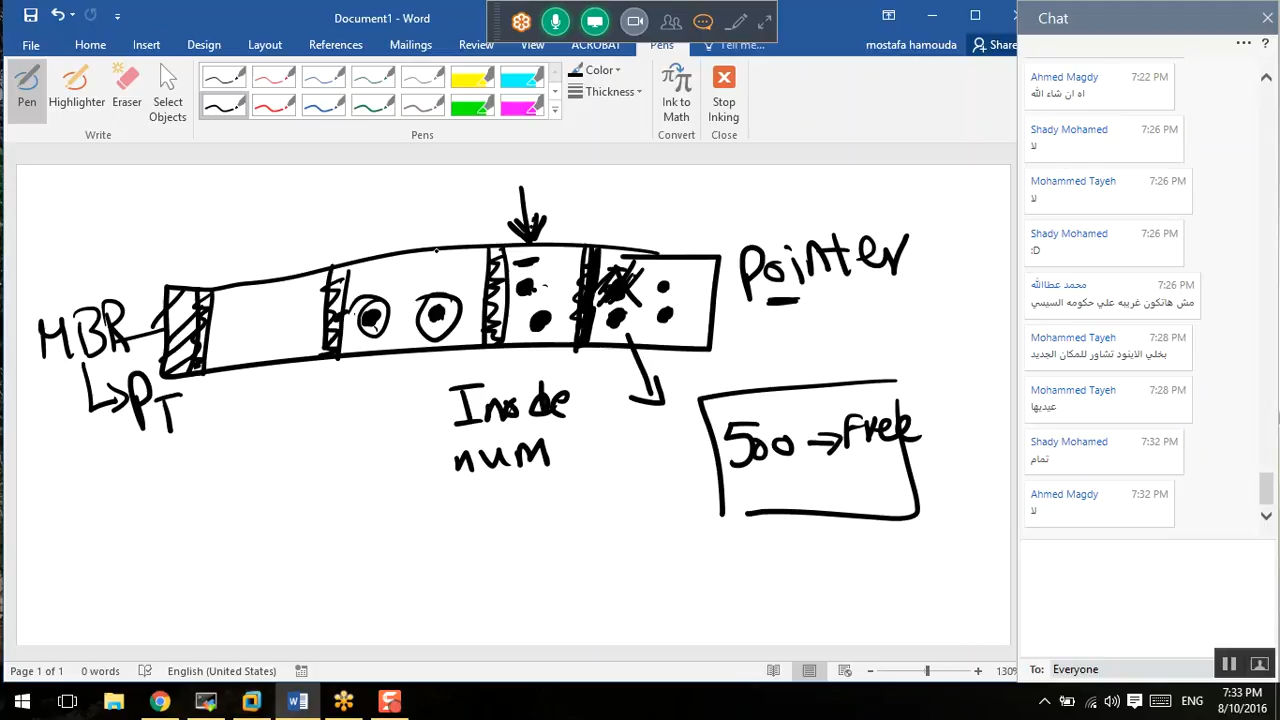 Document1 - Word
File
Home
Insert
Design
Layout
References
Mailings
ACROBAT
Pens
Tell me...
mostafa hamouda
Share
Pen
Highlighter
Eraser
Select
Objects
Color
Thickness
Ink to
Math
Stop
Inking
Write
Pens
Convert
Close
Pointer
MBR
PT
Inode
num
500 → Free
Chat
Ahmed Magdy 7:22 PM
اه ان شاء الله
Shady Mohamed 7:26 PM
لا
Mohammed Tayeh 7:26 PM
لا
Shady Mohamed 7:26 PM
:D
محمد عطاالله 7:26 PM
مش هاتكون غريبه علي حكومه السيسي
Mohammed Tayeh 7:28 PM
بخلي الاينود تشاور للمكان الجديد
Mohammed Tayeh 7:28 PM
عيديها
Shady Mohamed 7:32 PM
تمام
Ahmed Magdy 7:32 PM
لا
To: Everyone
Page 1 of 1
0 words
English (United States)
130%
ENG
7:33 PM
8/10/2016